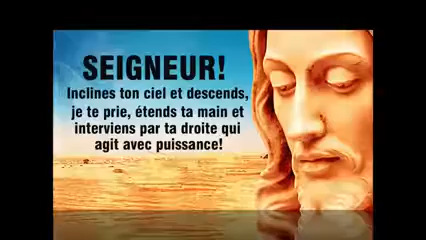 SEIGNEUR!
Inclines ton ciel et descends,
je te prie, étends ta main et
interviens par ta droite qui
agit avec puissance!